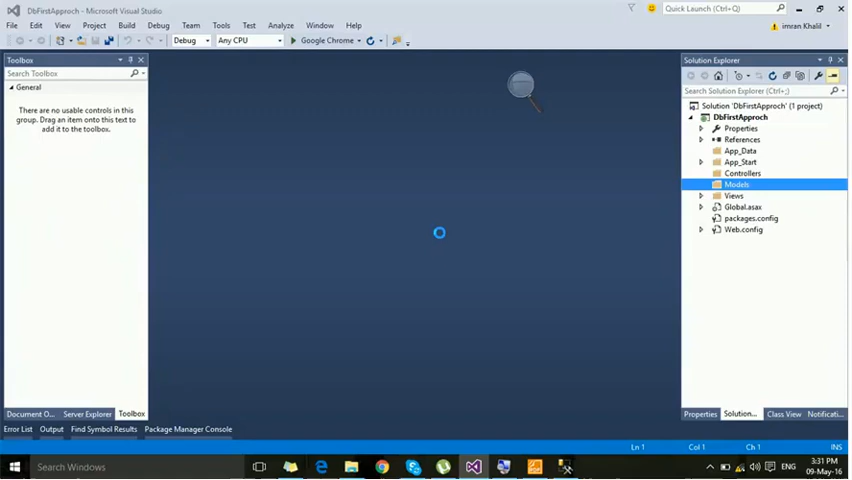 DbFirstApproch - Microsoft Visual Studio
Quick Launch (Ctrl+Q)
File Edit View Project Build Debug Team Tools Test Analyze Window Help
imran Khalil
Debug Any CPU Google Chrome
Toolbox
Search Toolbox
General
There are no usable controls in this
group. Drag an item onto this text to
add it to the toolbox.
Solution Explorer
Search Solution Explorer (Ctrl+;)
Solution 'DbFirstApproch' (1 project)
DbFirstApproch
Properties
References
App_Data
App_Start
Controllers
Models
Views
Global.asax
packages.config
Web.config
Document O... Server Explorer Toolbox
Properties Solution... Class View Notificati...
Error List Output Find Symbol Results Package Manager Console
Ln 1 Col 1 Ch 1 INS
Search Windows
ENG
3:31 PM
09-May-16